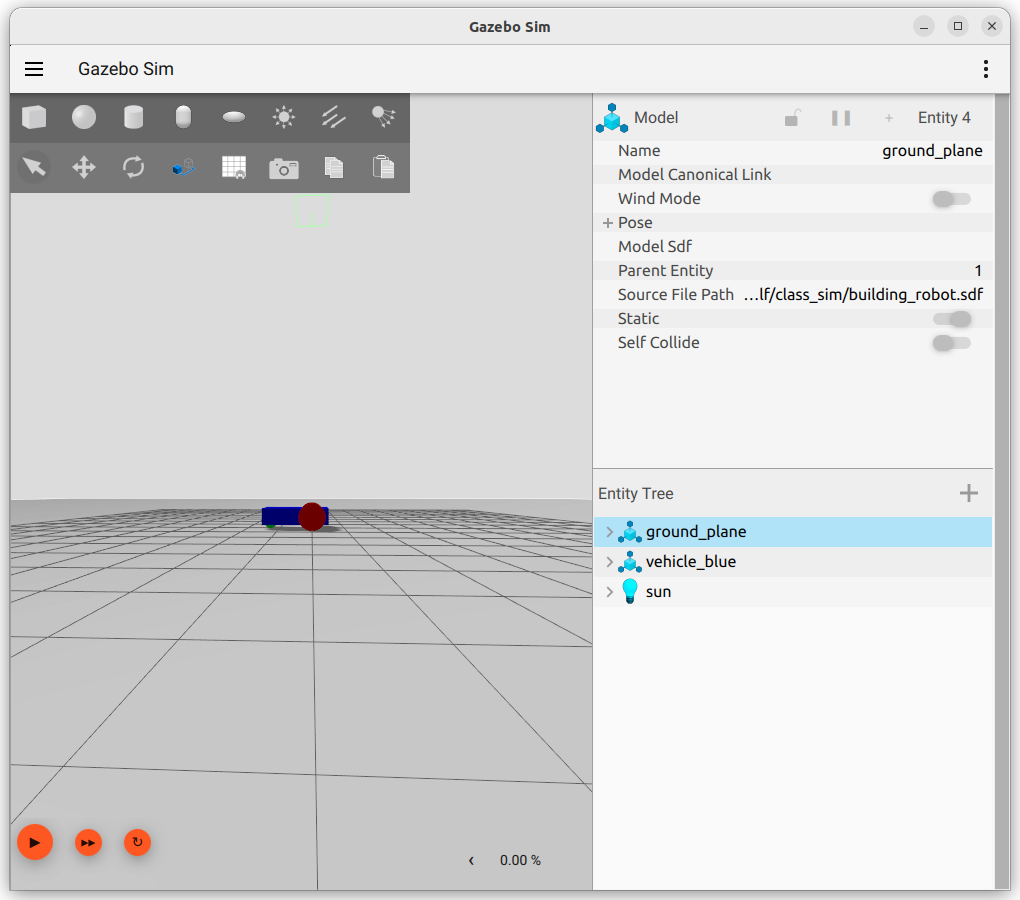 Gazebo Sim
Gazebo Sim
Model
Entity 4
Name ground_plane
Model Canonical Link
Wind Mode
Pose
Model Sdf
Parent Entity 1
Source File Path ...lf/class_sim/building_robot.sdf
Static
Self Collide
Entity Tree
ground_plane
vehicle_blue
sun
0.00 %